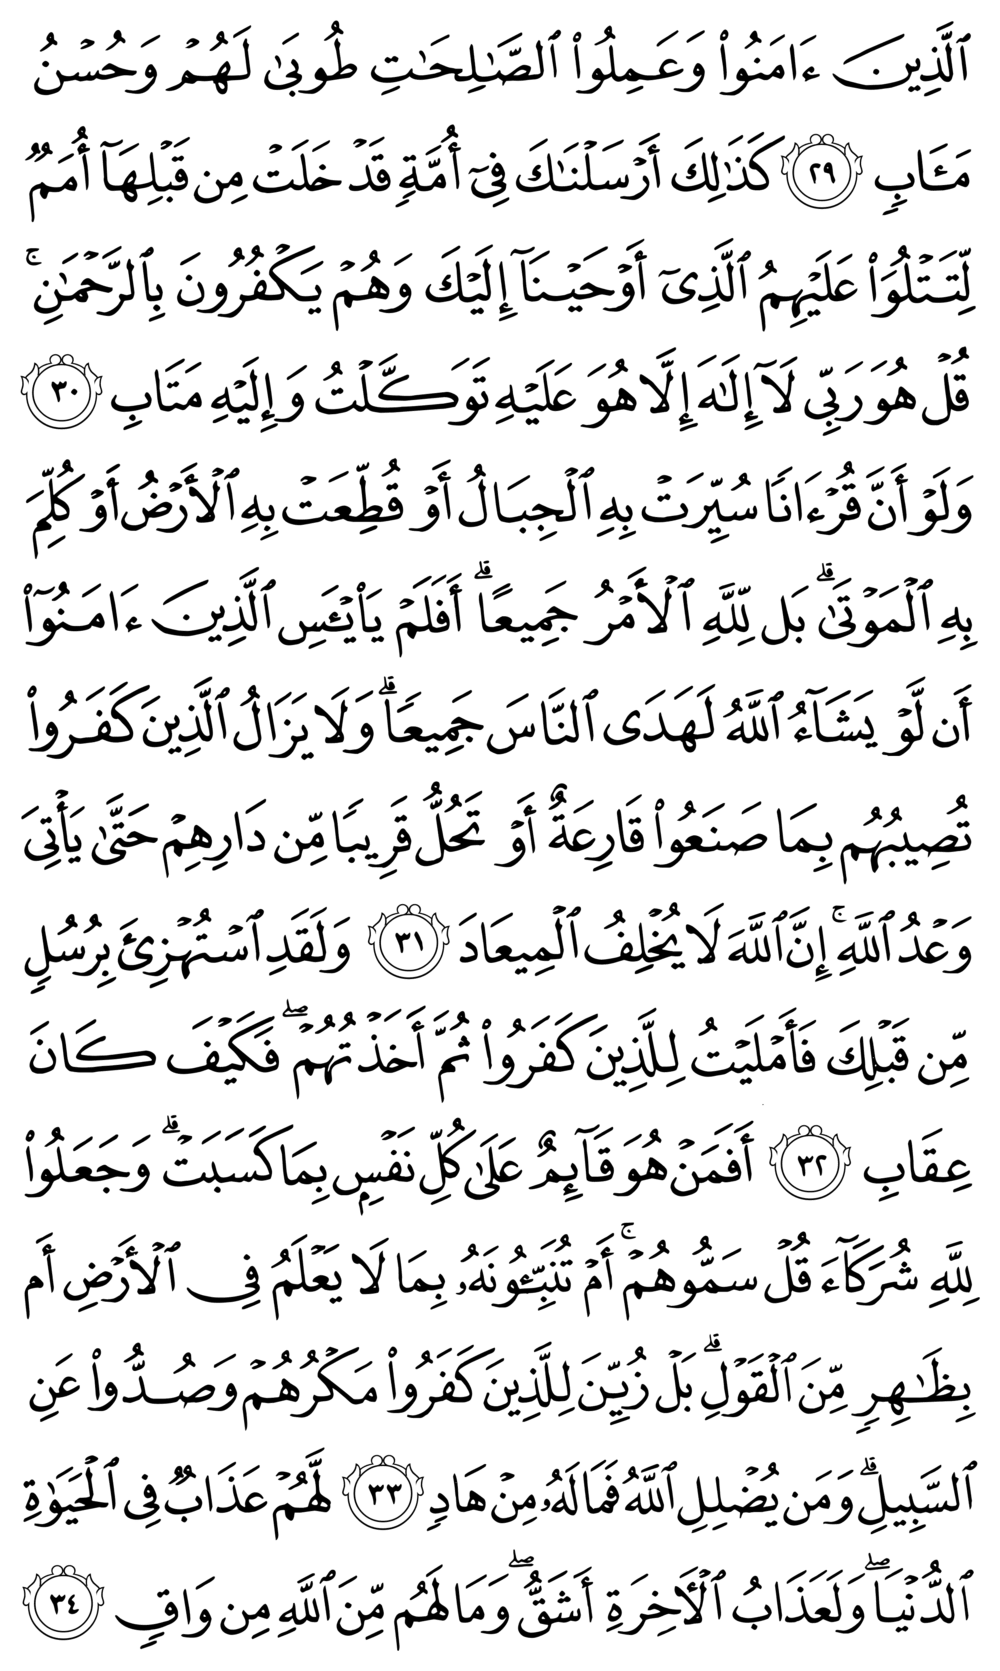 ٱلَّذِينَ ءَامَنُوا۟ وَعَمِلُوا۟ ٱلصَّـٰلِحَـٰتِ طُوبَىٰ لَهُمْ وَحُسْنُ
مَـَٔابٍ ٢٩ كَذَٰلِكَ أَرْسَلْنَـٰكَ فِىٓ أُمَّةٍ قَدْ خَلَتْ مِن قَبْلِهَآ أُمَمٌ
لِّتَتْلُوَا۟ عَلَيْهِمُ ٱلَّذِىٓ أَوْحَيْنَآ إِلَيْكَ وَهُمْ يَكْفُرُونَ بِٱلرَّحْمَـٰنِ ۚ
قُلْ هُوَ رَبِّى لَآ إِلَـٰهَ إِلَّا هُوَ عَلَيْهِ تَوَكَّلْتُ وَإِلَيْهِ مَتَابِ ٣٠
وَلَوْ أَنَّ قُرْءَانًا سُيِّرَتْ بِهِ ٱلْجِبَالُ أَوْ قُطِّعَتْ بِهِ ٱلْأَرْضُ أَوْ كُلِّمَ
بِهِ ٱلْمَوْتَىٰ ۗ بَل لِّلَّهِ ٱلْأَمْرُ جَمِيعًا ۗ أَفَلَمْ يَا۟يْـَٔسِ ٱلَّذِينَ ءَامَنُوٓا۟
أَن لَّوْ يَشَآءُ ٱللَّهُ لَهَدَى ٱلنَّاسَ جَمِيعًا ۗ وَلَا يَزَالُ ٱلَّذِينَ كَفَرُوا۟
تُصِيبُهُم بِمَا صَنَعُوا۟ قَارِعَةٌ أَوْ تَحُلُّ قَرِيبًا مِّن دَارِهِمْ حَتَّىٰ يَأْتِىَ
وَعْدُ ٱللَّهِ ۚ إِنَّ ٱللَّهَ لَا يُخْلِفُ ٱلْمِيعَادَ ٣١ وَلَقَدِ ٱسْتُهْزِئَ بِرُسُلٍ
مِّن قَبْلِكَ فَأَمْلَيْتُ لِلَّذِينَ كَفَرُوا۟ ثُمَّ أَخَذْتُهُمْ ۖ فَكَيْفَ كَانَ
عِقَابِ ٣٢ أَفَمَنْ هُوَ قَآئِمٌ عَلَىٰ كُلِّ نَفْسٍۭ بِمَا كَسَبَتْ ۗ وَجَعَلُوا۟
لِلَّهِ شُرَكَآءَ قُلْ سَمُّوهُمْ ۚ أَمْ تُنَبِّـُٔونَهُۥ بِمَا لَا يَعْلَمُ فِى ٱلْأَرْضِ أَم
بِظَـٰهِرٍ مِّنَ ٱلْقَوْلِ ۗ بَلْ زُيِّنَ لِلَّذِينَ كَفَرُوا۟ مَكْرُهُمْ وَصُدُّوا۟ عَنِ
ٱلسَّبِيلِ ۗ وَمَن يُضْلِلِ ٱللَّهُ فَمَا لَهُۥ مِنْ هَادٍ ٣٣ لَّهُمْ عَذَابٌ فِى ٱلْحَيَوٰةِ
ٱلدُّنْيَا ۖ وَلَعَذَابُ ٱلْـَٔاخِرَةِ أَشَقُّ ۖ وَمَا لَهُم مِّنَ ٱللَّهِ مِن وَاقٍ ٣٤